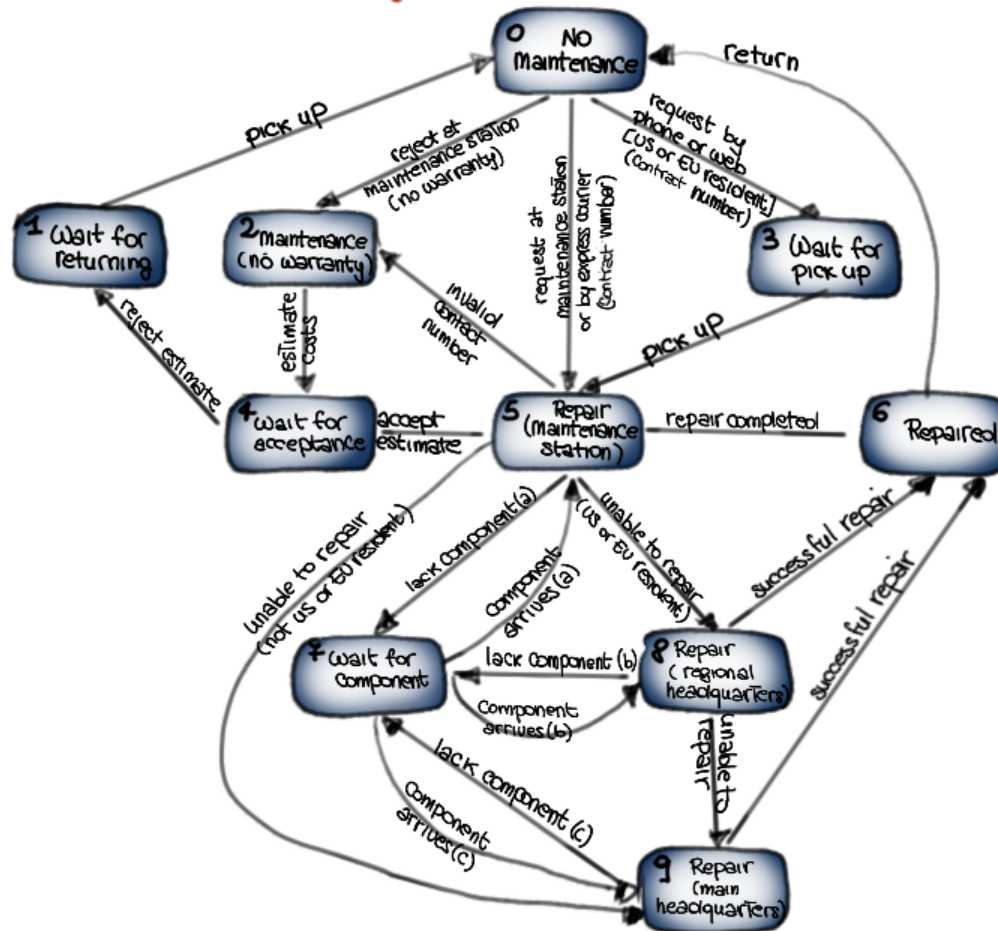 0 NO
Maintenance
return
pick up
reject at
maintenance station
(no warranty)
request at
maintenance station
or by express courier
(contract number)
request by
phone or web
[US or EU resident]
(contract number)
1 Wait for
returning
2 Maintenance
(no warranty)
3 Wait for
pick up
reject estimate
estimate
costs
invalid
contact
number
pick up
4 Wait for
acceptance
accept
estimate
5 Repair
(maintenance
station)
repair completed
6 Repaired
unable to repair
(not US or EU resident)
lack component (a)
component
arrives (a)
unable to repair
(US or EU resident)
successful repair
successful repair
7 Wait for
component
lack component (b)
component
arrives (b)
8 Repair
(regional
headquarters)
unable to
repair
lack component (c)
component
arrives (c)
9 Repair
(main
headquarters)